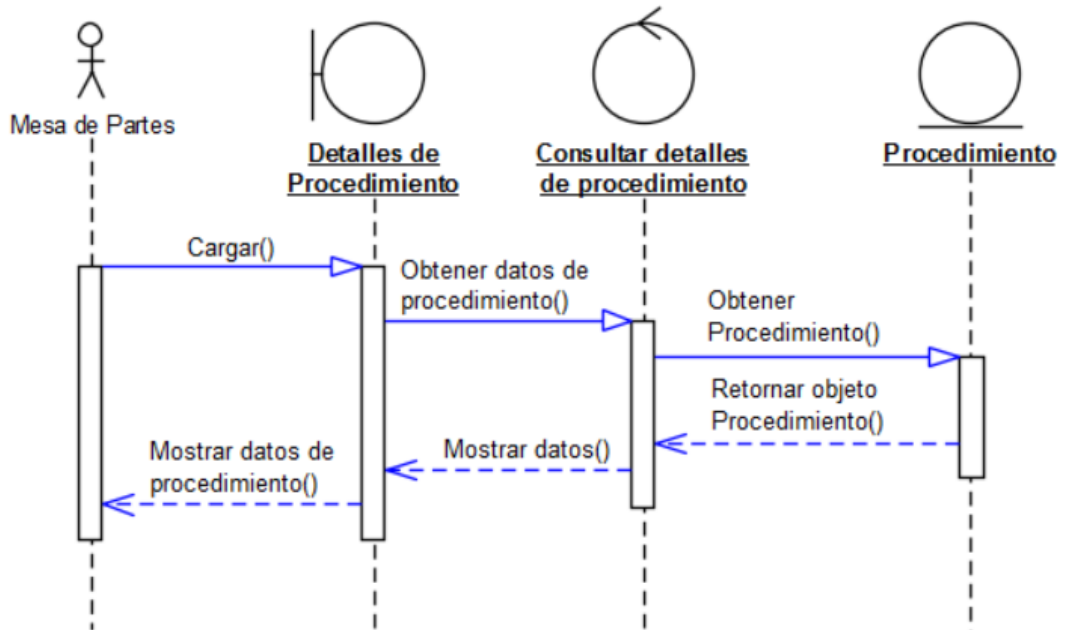 Mesa de Partes
Detalles de
Procedimiento
Consultar detalles
de procedimiento
Procedimiento
Cargar()
Obtener datos de
procedimiento()
Obtener
Procedimiento()
Retornar objeto
Procedimiento()
Mostrar datos()
Mostrar datos de
procedimiento()